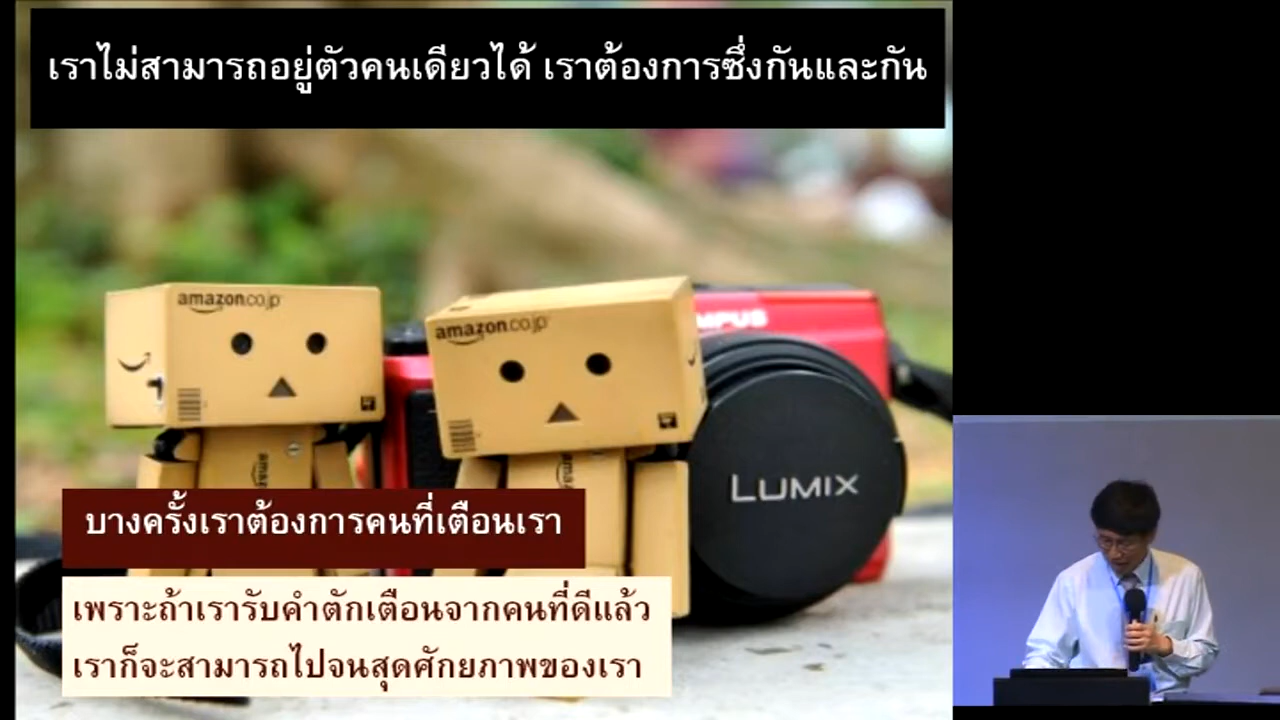 เราไม่สามารถอยู่ตัวคนเดียวได้ เราต้องการซึ่งกันและกัน
amazon.co.jp
amazon.co.jp
MPUS
LUMIX
บางครั้งเราต้องการคนที่เตือนเรา
เพราะถ้าเรารับคำตักเตือนจากคนที่ดีแล้ว
เราก็จะสามารถไปจนสุดศักยภาพของเรา